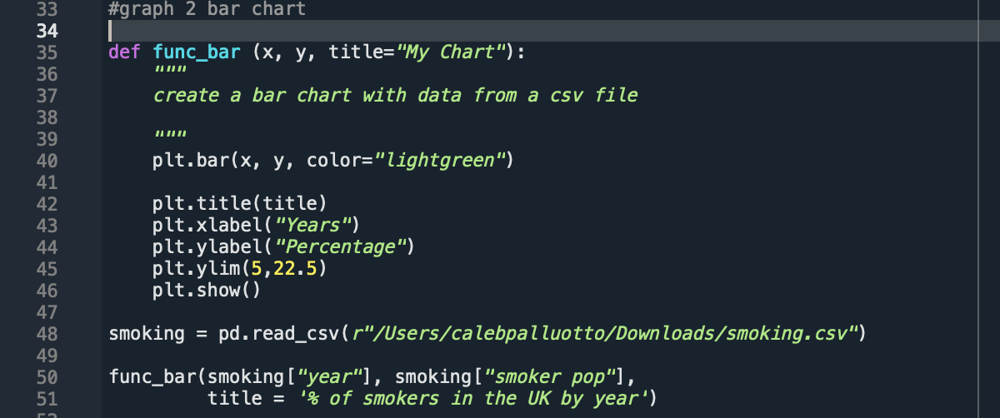 33 #graph 2 bar chart
34
35 def func_bar (x, y, title="My Chart"):
36 """
37 create a bar chart with data from a csv file
38
39 """
40 plt.bar(x, y, color="lightgreen")
41
42 plt.title(title)
43 plt.xlabel("Years")
44 plt.ylabel("Percentage")
45 plt.ylim(5,22.5)
46 plt.show()
47
48 smoking = pd.read_csv(r"/Users/calebpalluotto/Downloads/smoking.csv")
49
50 func_bar(smoking["year"], smoking["smoker pop"],
51 title = '% of smokers in the UK by year')
52